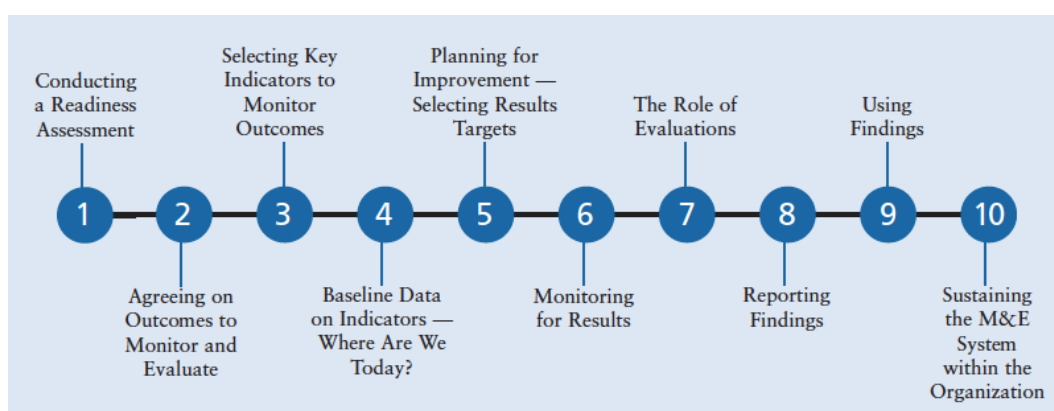 Conducting
a Readiness
Assessment
Selecting Key
Indicators to
Monitor
Outcomes
Planning for
Improvement —
Selecting Results
Targets
The Role of
Evaluations
Using
Findings
1
2
3
4
5
6
7
8
9
10
Agreeing on
Outcomes to
Monitor and
Evaluate
Baseline Data
on Indicators —
Where Are We
Today?
Monitoring
for Results
Reporting
Findings
Sustaining
the M&E
System
within the
Organization